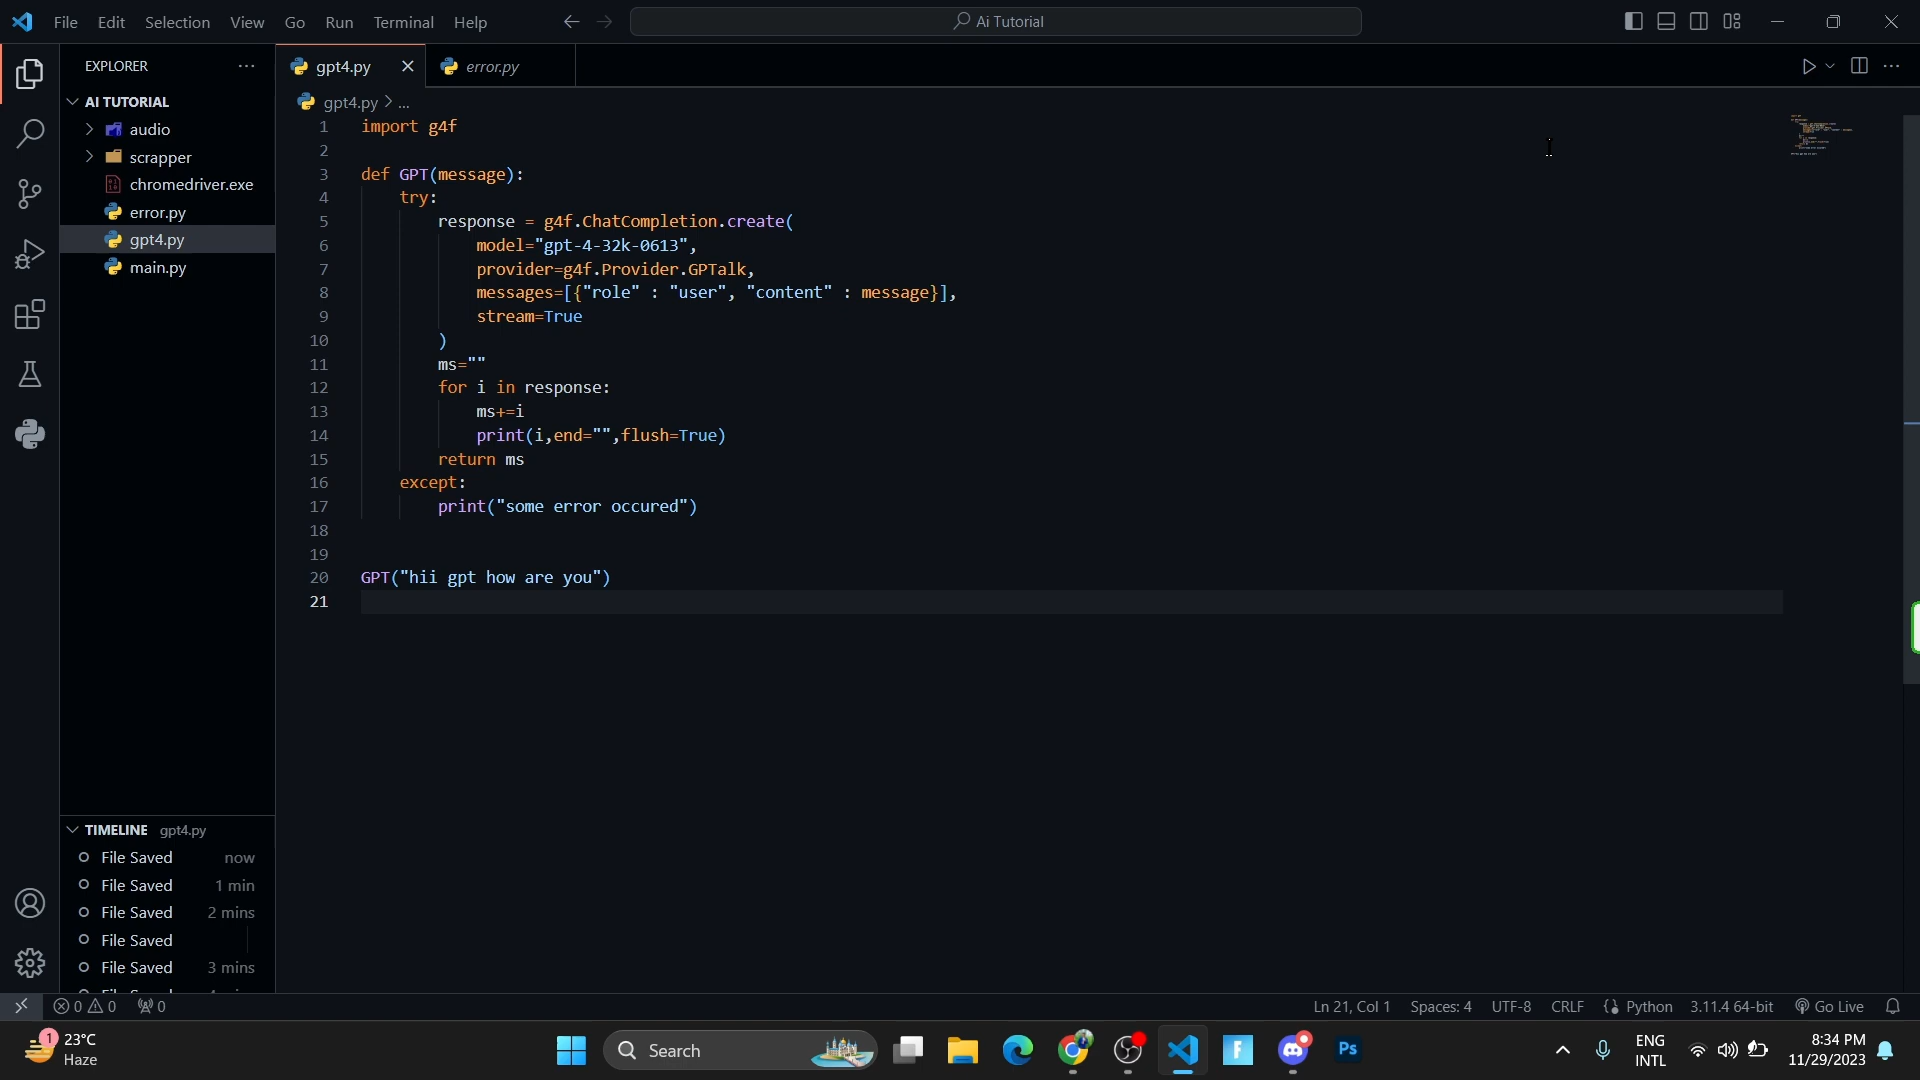 File Edit Selection View Go Run Terminal Help
Ai Tutorial
EXPLORER
AI TUTORIAL
audio
scrapper
chromedriver.exe
error.py
gpt4.py
main.py
gpt4.py
error.py
gpt4.py > ...
1 import g4f
2
3 def GPT(message):
4 try:
5 response = g4f.ChatCompletion.create(
6 model="gpt-4-32k-0613",
7 provider=g4f.Provider.GPTalk,
8 messages=[{"role" : "user", "content" : message}],
9 stream=True
10 )
11 ms=""
12 for i in response:
13 ms+=i
14 print(i,end="",flush=True)
15 return ms
16 except:
17 print("some error occured")
18
19
20 GPT("hii gpt how are you")
21
TIMELINE gpt4.py
File Saved now
File Saved 1 min
File Saved 2 mins
File Saved
File Saved 3 mins
0 0 0
Ln 21, Col 1 Spaces: 4 UTF-8 CRLF Python 3.11.4 64-bit Go Live
1
23°C
Haze
Search
F
Ps
ENG
INTL
8:34 PM
11/29/2023